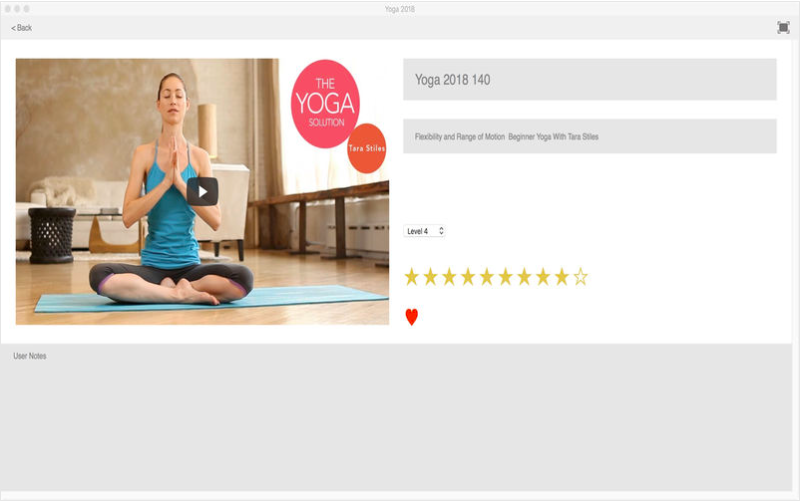 Yoga 2018
< Back
THE
YOGA
SOLUTION
Tara Stiles
Yoga 2018 140
Flexibility and Range of Motion Beginner Yoga With Tara Stiles
Level 4
User Notes